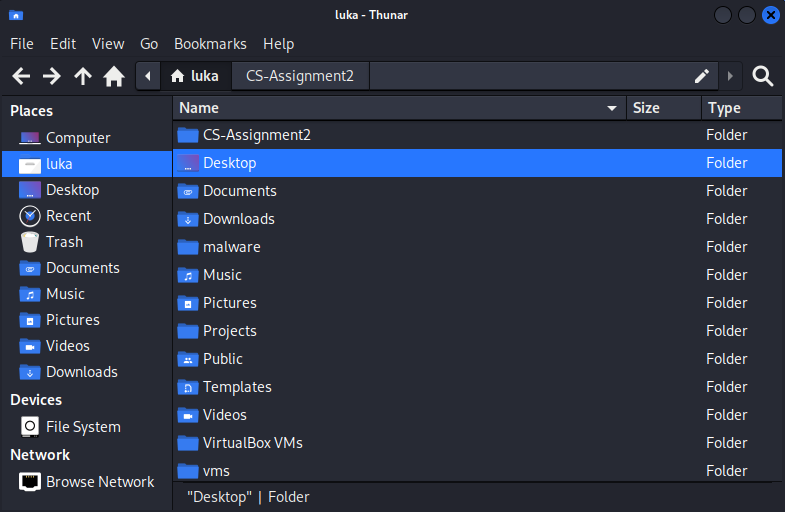 luka - Thunar
File Edit View Go Bookmarks Help
luka CS-Assignment2
Places
Computer
luka
Desktop
Recent
Trash
Documents
Music
Pictures
Videos
Downloads
Devices
File System
Network
Browse Network
Name Size Type
CS-Assignment2 Folder
Desktop Folder
Documents Folder
Downloads Folder
malware Folder
Music Folder
Pictures Folder
Projects Folder
Public Folder
Templates Folder
Videos Folder
VirtualBox VMs Folder
vms Folder
"Desktop" | Folder